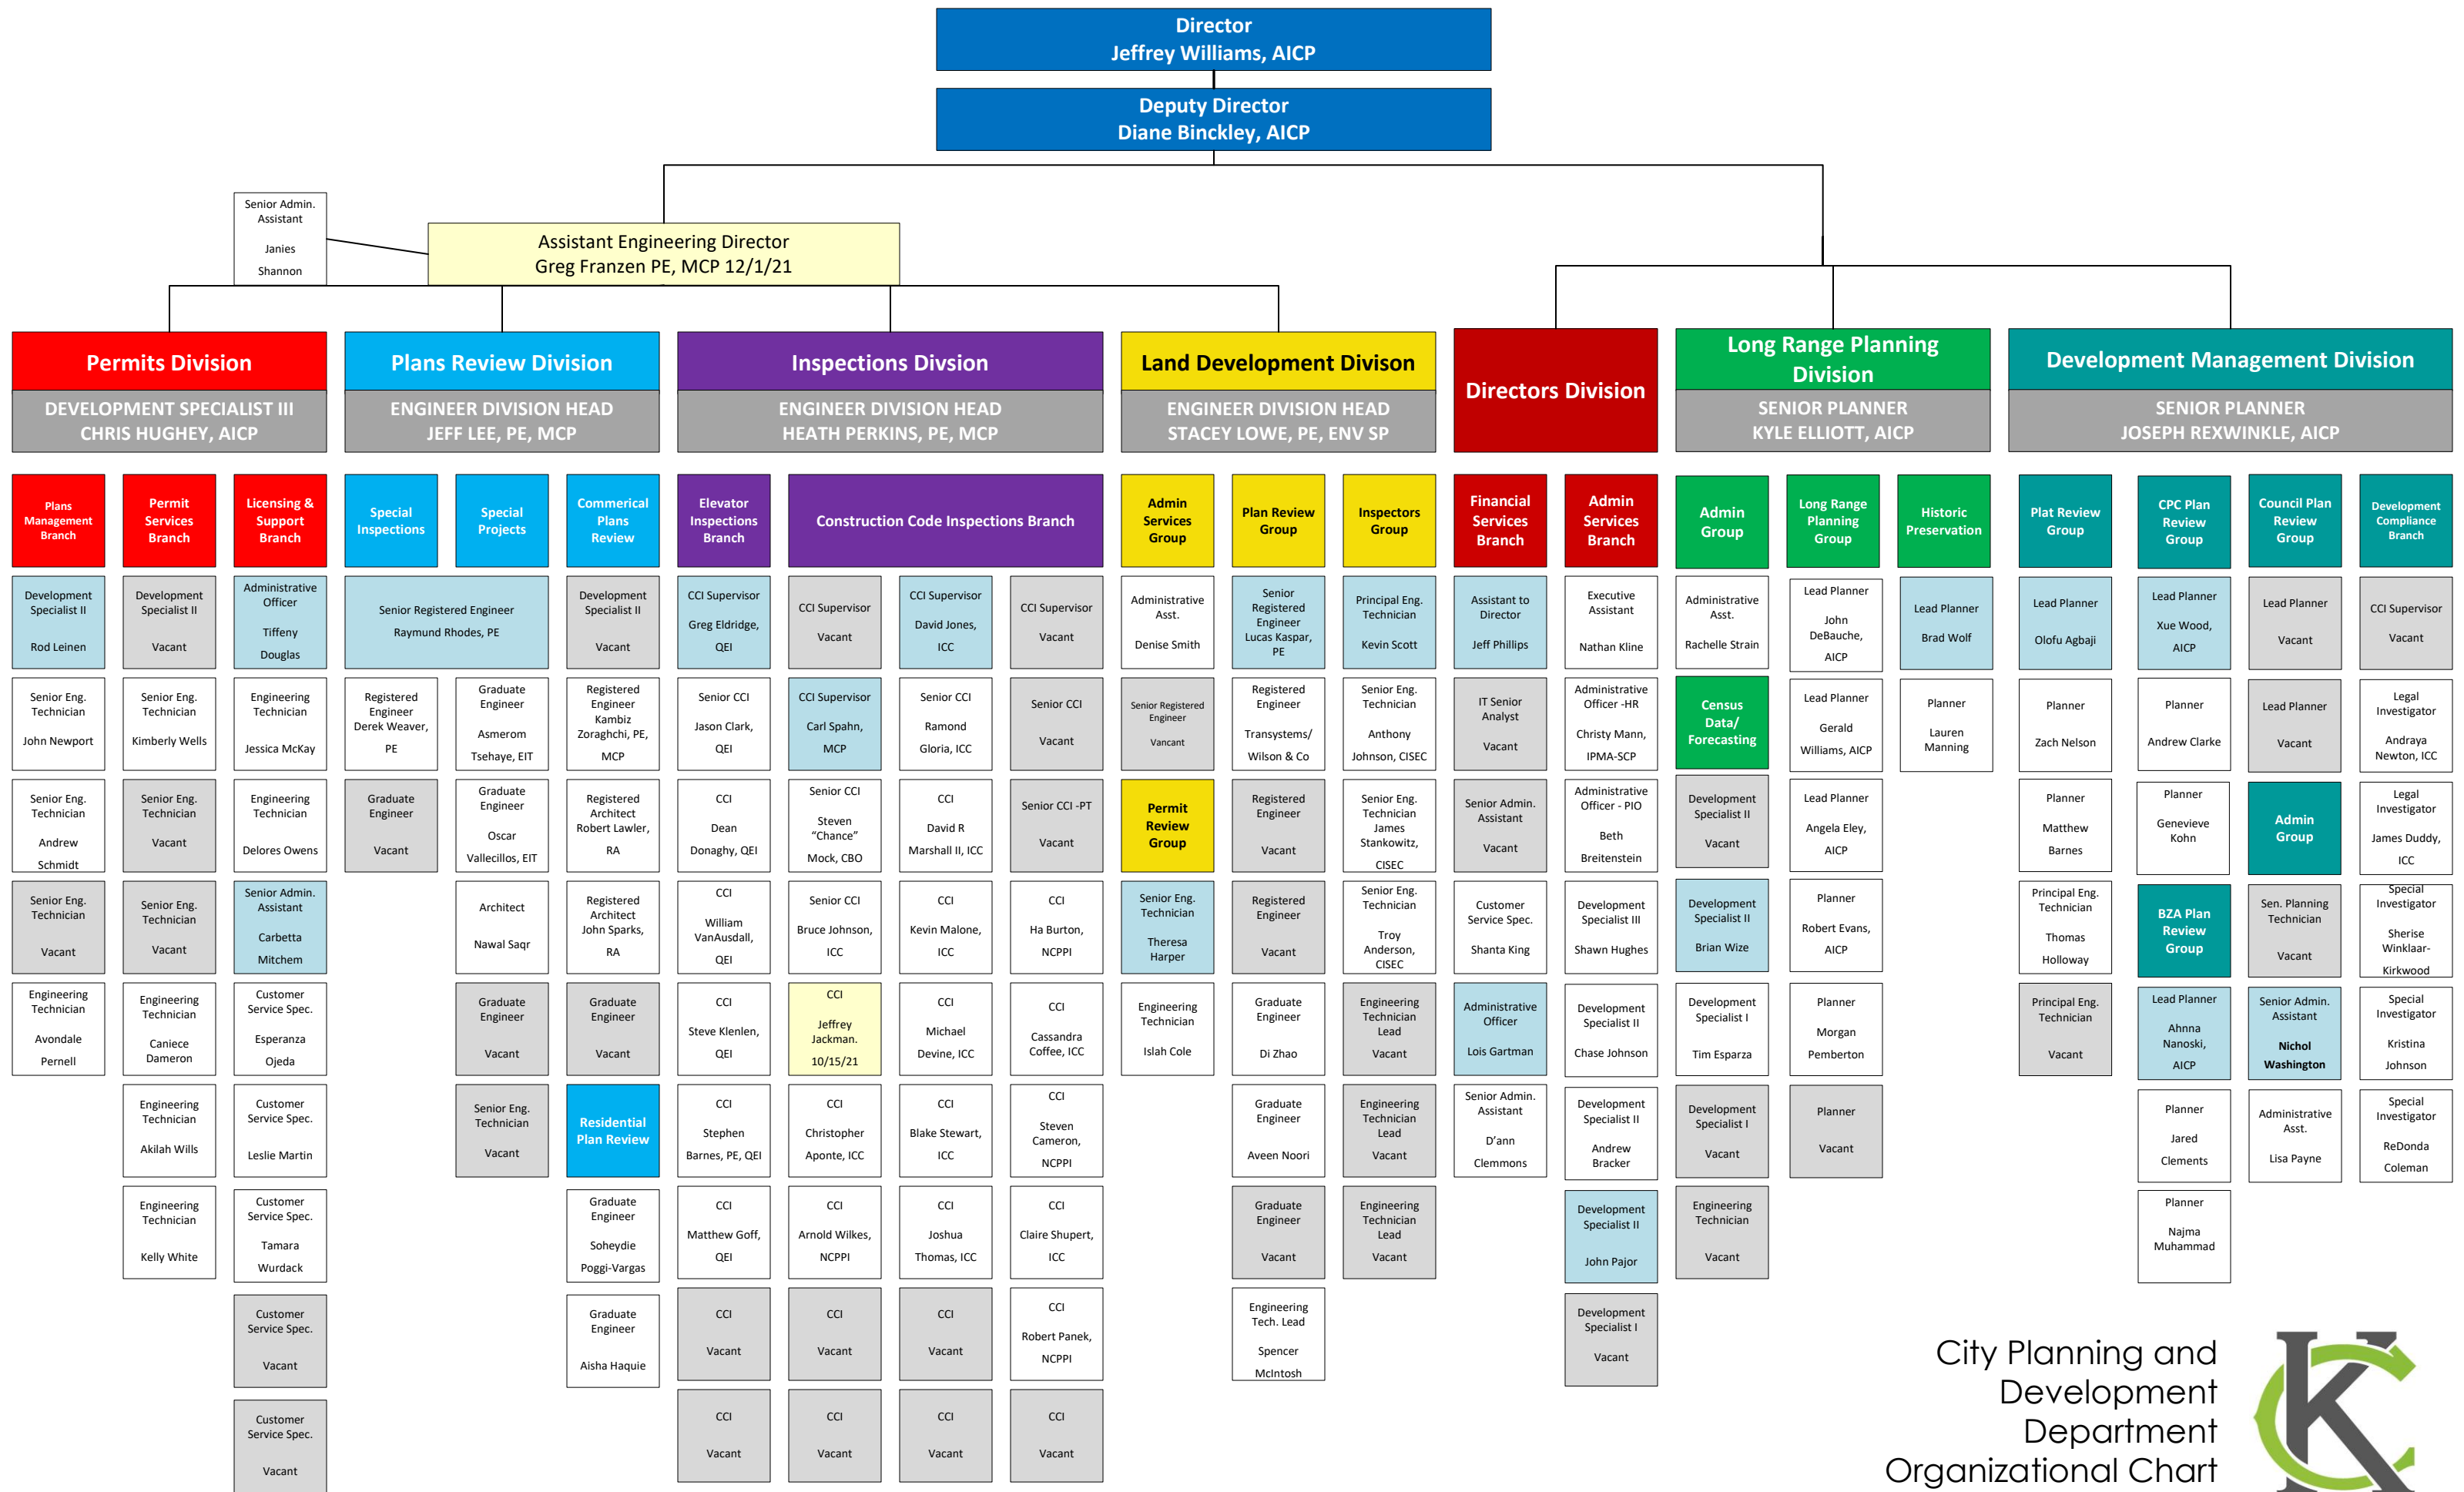 Director
Jeffrey Williams, AICP
Deputy Director
Diane Binckley, AICP
Senior Admin.
Assistant
Janies
Shannon
Assistant Engineering Director
Greg Franzen PE, MCP 12/1/21
Permits Division
DEVELOPMENT SPECIALIST III
CHRIS HUGHEY, AICP
Plans Review Division
ENGINEER DIVISION HEAD
JEFF LEE, PE, MCP
Inspections Divsion
ENGINEER DIVISION HEAD
HEATH PERKINS, PE, MCP
Land Development Divison
ENGINEER DIVISION HEAD
STACEY LOWE, PE, ENV SP
Directors Division
Long Range Planning
Division
SENIOR PLANNER
KYLE ELLIOTT, AICP
Development Management Division
SENIOR PLANNER
JOSEPH REXWINKLE, AICP
Plans
Management
Branch
Development
Specialist II
Rod Leinen
Senior Eng.
Technician
John Newport
Senior Eng.
Technician
Andrew
Schmidt
Senior Eng.
Technician
Vacant
Engineering
Technician
Avondale
Pernell
Permit
Services
Branch
Development
Specialist II
Vacant
Senior Eng.
Technician
Kimberly Wells
Senior Eng.
Technician
Vacant
Senior Eng.
Technician
Vacant
Engineering
Technician
Caniece
Dameron
Engineering
Technician
Akilah Wills
Engineering
Technician
Kelly White
Licensing &
Support
Branch
Administrative
Officer
Tiffeny
Douglas
Engineering
Technician
Jessica McKay
Engineering
Technician
Delores Owens
Senior Admin.
Assistant
Carbetta
Mitchem
Customer
Service Spec.
Esperanza
Ojeda
Customer
Service Spec.
Leslie Martin
Customer
Service Spec.
Tamara
Wurdack
Customer
Service Spec.
Vacant
Customer
Service Spec.
Vacant
Special
Inspections
Special
Projects
Senior Registered Engineer
Raymund Rhodes, PE
Registered
Engineer
Derek Weaver,
PE
Graduate
Engineer
Vacant
Graduate
Engineer
Asmerom
Tsehaye, EIT
Graduate
Engineer
Oscar
Vallecillos, EIT
Architect
Nawal Saqr
Graduate
Engineer
Vacant
Senior Eng.
Technician
Vacant
Commerical
Plans
Review
Development
Specialist II
Vacant
Registered
Engineer
Kambiz
Zoraghchi, PE,
MCP
Registered
Architect
Robert Lawler,
RA
Registered
Architect
John Sparks,
RA
Graduate
Engineer
Vacant
Residential
Plan Review
Graduate
Engineer
Soheydie
Poggi-Vargas
Graduate
Engineer
Aisha Haquie
Elevator
Inspections
Branch
CCI Supervisor
Greg Eldridge,
QEI
Senior CCI
Jason Clark,
QEI
CCI
Dean
Donaghy, QEI
CCI
William
VanAusdall,
QEI
CCI
Steve Klenlen,
QEI
CCI
Stephen
Barnes, PE, QEI
CCI
Matthew Goff,
QEI
CCI
Vacant
CCI
Vacant
Construction Code Inspections Branch
CCI Supervisor
Vacant
CCI Supervisor
Carl Spahn,
MCP
Senior CCI
Steven
“Chance”
Mock, CBO
Senior CCI
Bruce Johnson,
ICC
CCI
Jeffrey
Jackman.
10/15/21
CCI
Christopher
Aponte, ICC
CCI
Arnold Wilkes,
NCPPI
CCI
Vacant
CCI
Vacant
CCI Supervisor
David Jones,
ICC
Senior CCI
Ramond
Gloria, ICC
CCI
David R
Marshall II, ICC
CCI
Kevin Malone,
ICC
CCI
Michael
Devine, ICC
CCI
Blake Stewart,
ICC
CCI
Joshua
Thomas, ICC
CCI
Vacant
CCI
Vacant
CCI Supervisor
Vacant
Senior CCI
Vacant
Senior CCI -PT
Vacant
CCI
Ha Burton,
NCPPI
CCI
Cassandra
Coffee, ICC
CCI
Steven
Cameron,
NCPPI
CCI
Claire Shupert,
ICC
CCI
Robert Panek,
NCPPI
CCI
Vacant
Admin
Services
Group
Administrative
Asst.
Denise Smith
Senior Registered
Engineer
Vancant
Permit
Review
Group
Senior Eng.
Technician
Theresa
Harper
Engineering
Technician
Islah Cole
Plan Review
Group
Senior
Registered
Engineer
Lucas Kaspar,
PE
Registered
Engineer
Transystems/
Wilson & Co
Registered
Engineer
Vacant
Registered
Engineer
Vacant
Graduate
Engineer
Di Zhao
Graduate
Engineer
Aveen Noori
Graduate
Engineer
Vacant
Engineering
Tech. Lead
Spencer
McIntosh
Inspectors
Group
Principal Eng.
Technician
Kevin Scott
Senior Eng.
Technician
Anthony
Johnson, CISEC
Senior Eng.
Technician
James
Stankowitz,
CISEC
Senior Eng.
Technician
Troy
Anderson,
CISEC
Engineering
Technician
Lead
Vacant
Engineering
Technician
Lead
Vacant
Engineering
Technician
Lead
Vacant
Financial
Services
Branch
Assistant to
Director
Jeff Phillips
IT Senior
Analyst
Vacant
Senior Admin.
Assistant
Vacant
Customer
Service Spec.
Shanta King
Administrative
Officer
Lois Gartman
Senior Admin.
Assistant
D’ann
Clemmons
Admin
Services
Branch
Executive
Assistant
Nathan Kline
Administrative
Officer -HR
Christy Mann,
IPMA-SCP
Administrative
Officer - PIO
Beth
Breitenstein
Development
Specialist III
Shawn Hughes
Development
Specialist II
Chase Johnson
Development
Specialist II
Andrew
Bracker
Development
Specialist II
John Pajor
Development
Specialist I
Vacant
Admin
Group
Administrative
Asst.
Rachelle Strain
Census
Data/
Forecasting
Development
Specialist II
Vacant
Development
Specialist II
Brian Wize
Development
Specialist I
Tim Esparza
Development
Specialist I
Vacant
Engineering
Technician
Vacant
Long Range
Planning
Group
Lead Planner
John
DeBauche,
AICP
Lead Planner
Gerald
Williams, AICP
Lead Planner
Angela Eley,
AICP
Planner
Robert Evans,
AICP
Planner
Morgan
Pemberton
Planner
Vacant
Historic
Preservation
Lead Planner
Brad Wolf
Planner
Lauren
Manning
Plat Review
Group
Lead Planner
Olofu Agbaji
Planner
Zach Nelson
Planner
Matthew
Barnes
Principal Eng.
Technician
Thomas
Holloway
Principal Eng.
Technician
Vacant
CPC Plan
Review
Group
Lead Planner
Xue Wood,
AICP
Planner
Andrew Clarke
Planner
Genevieve
Kohn
BZA Plan
Review
Group
Lead Planner
Ahnna
Nanoski,
AICP
Planner
Jared
Clements
Planner
Najma
Muhammad
Council Plan
Review
Group
Lead Planner
Vacant
Lead Planner
Vacant
Admin
Group
Sen. Planning
Technician
Vacant
Senior Admin.
Assistant
Nichol
Washington
Administrative
Asst.
Lisa Payne
Development
Compliance
Branch
CCI Supervisor
Vacant
Legal
Investigator
Andraya
Newton, ICC
Legal
Investigator
James Duddy,
ICC
Special
Investigator
Sherise
Winklaar-
Kirkwood
Special
Investigator
Kristina
Johnson
Special
Investigator
ReDonda
Coleman
City Planning and
Development
Department
Organizational Chart
KC